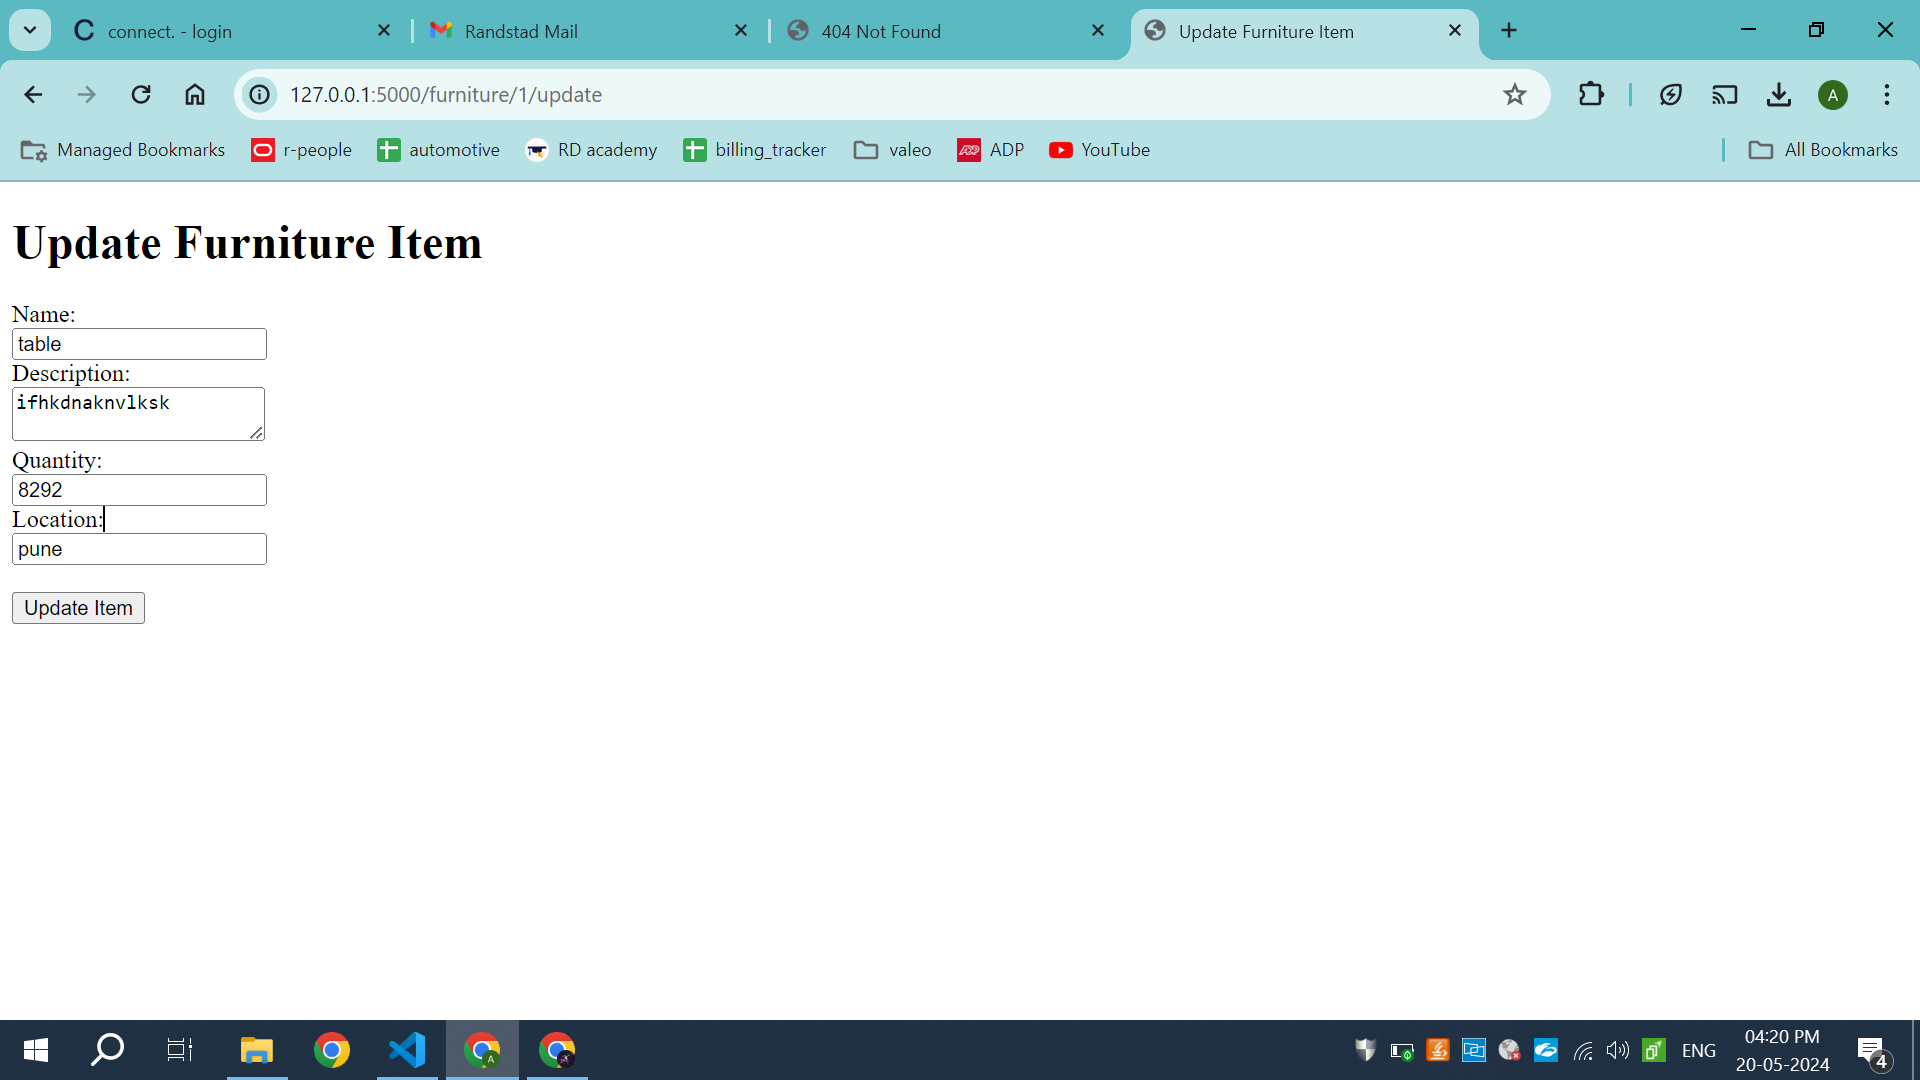 connect. - login
Randstad Mail
404 Not Found
Update Furniture Item
127.0.0.1:5000/furniture/1/update
A
Managed Bookmarks
r-people
automotive
RD academy
billing_tracker
valeo
ADP
ADP
YouTube
All Bookmarks
Update Furniture Item
Name:
table
Description:
ifhkdnaknvlksk
Quantity:
8292
Location:
pune
Update Item
A
ENG
04:20 PM
20-05-2024
4